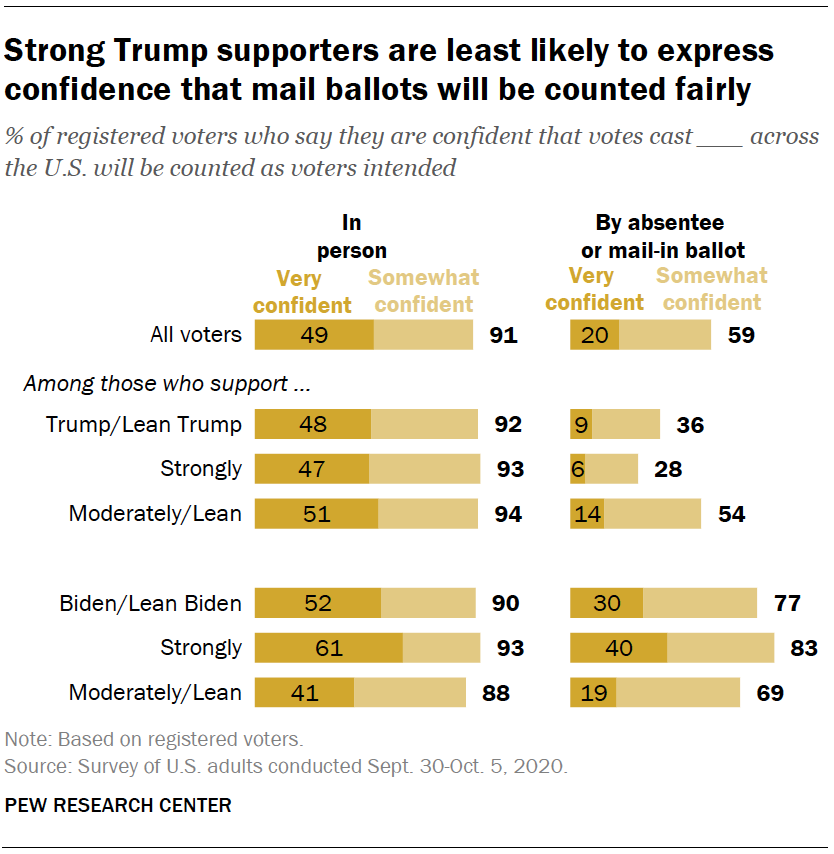 Strong Trump supporters are least likely to express
confidence that mail ballots will be counted fairly
% of registered voters who say they are confident that votes cast ___ across
the U.S. will be counted as voters intended
In
person
By absentee
or mail-in ballot
Very
confident
Somewhat
confident
Very
confident
Somewhat
confident
All voters 49 91 20 59
Among those who support ...
Trump/Lean Trump 48 92 9 36
Strongly 47 93 6 28
Moderately/Lean 51 94 14 54
Biden/Lean Biden 52 90 30 77
Strongly 61 93 40 83
Moderately/Lean 41 88 19 69
Note: Based on registered voters.
Source: Survey of U.S. adults conducted Sept. 30-Oct. 5, 2020.
PEW RESEARCH CENTER